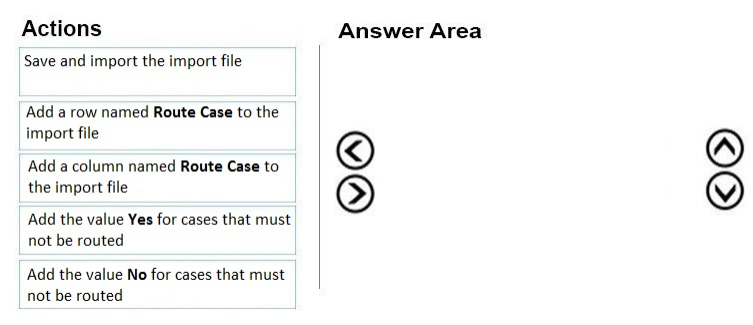 Actions
Answer Area
Save and import the import file
Add a row named Route Case to the
import file
Add a column named Route Case to
the import file
Add the value Yes for cases that must
not be routed
Add the value No for cases that must
not be routed